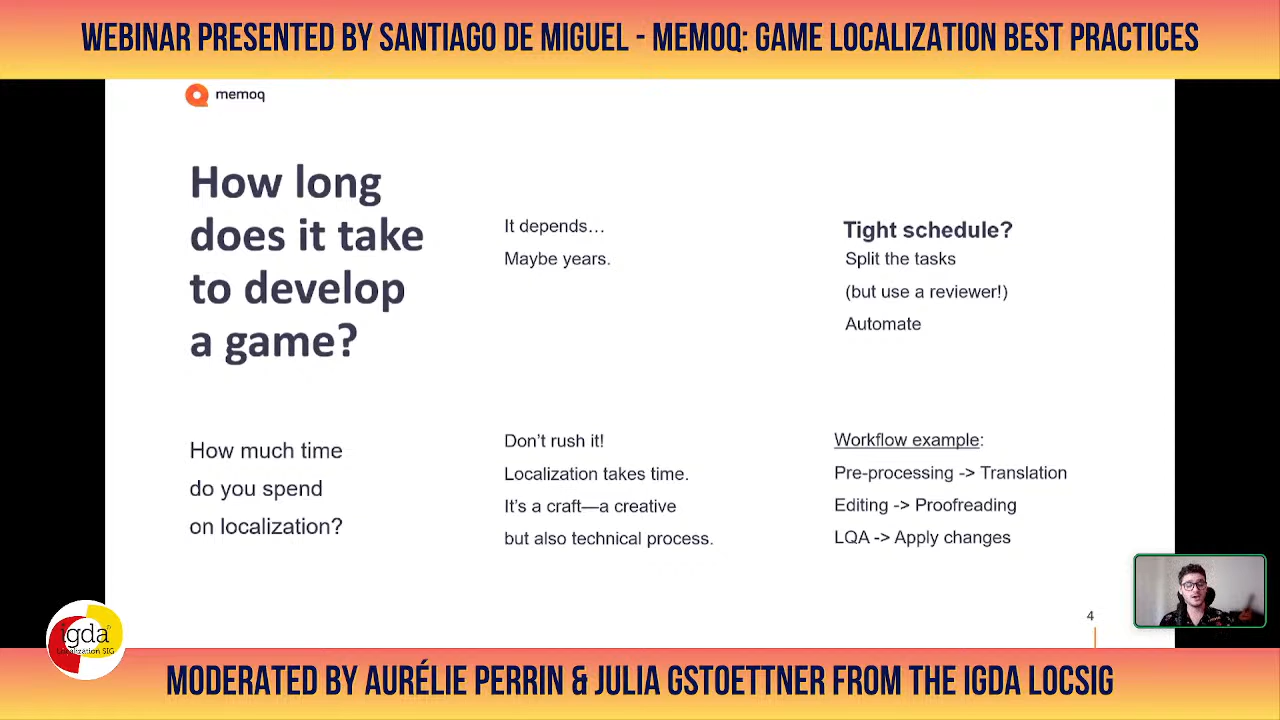 WEBINAR PRESENTED BY SANTIAGO DE MIGUEL - MEMOQ: GAME LOCALIZATION BEST PRACTICES
memoq
How long
does it take
to develop
a game?
It depends…
Maybe years.
Tight schedule?
Split the tasks
(but use a reviewer!)
Automate
How much time
do you spend
on localization?
Don't rush it!
Localization takes time.
It's a craft—a creative
but also technical process.
Workflow example:
Pre-processing -> Translation
Editing -> Proofreading
LQA -> Apply changes
4
igda
Localization SIG
MODERATED BY AURÉLIE PERRIN & JULIA GSTOETTNER FROM THE IGDA LOCSIG